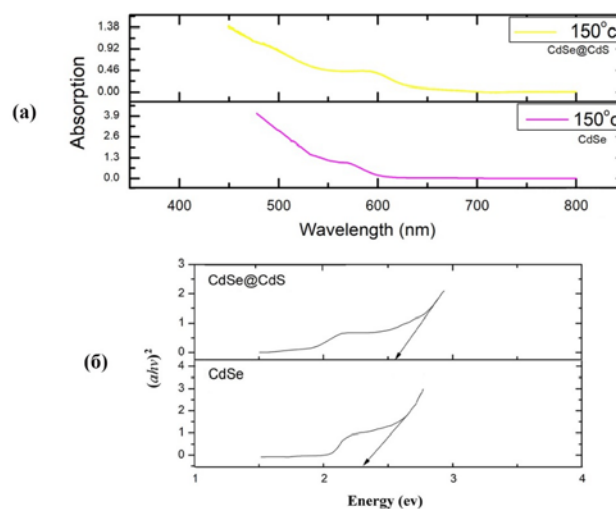 (а)
Absorption
1.38
0.92
0.46
0.00
150°c
CdSe@CdS
3.9
2.6
1.3
0.0
150°c
CdSe
400 500 600 700 800
Wavelength (nm)
(б)
(ahν)²
3
2
1
0
CdSe@CdS
4
3
2
1
0
CdSe
1 2 3 4
Energy (ev)